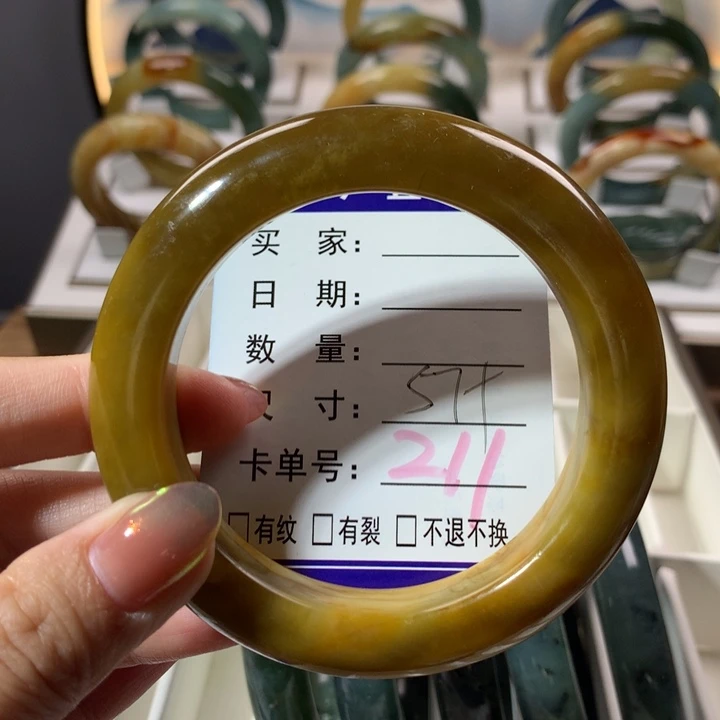 买 家：
日 期：
数 量：
尺 寸：57+
卡单号：211
□有纹 □有裂 □不退不换